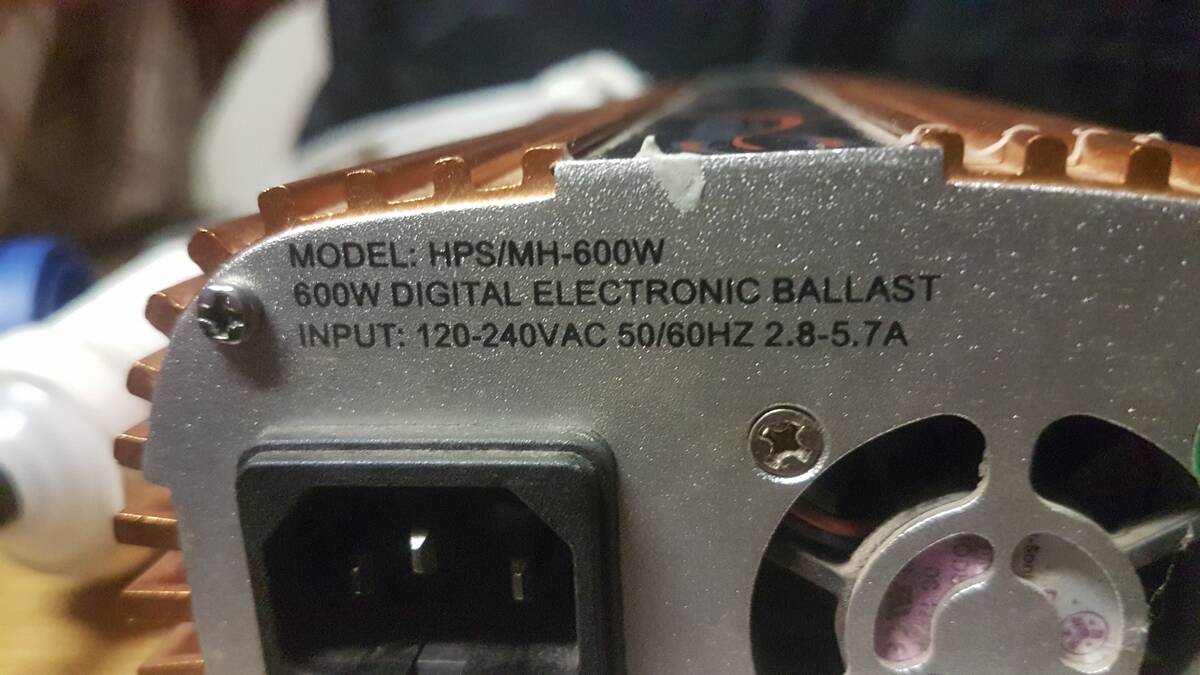 MODEL: HPS/MH-600W
600W DIGITAL ELECTRONIC BALLAST
INPUT: 120-240VAC 50/60HZ 2.8-5.7A